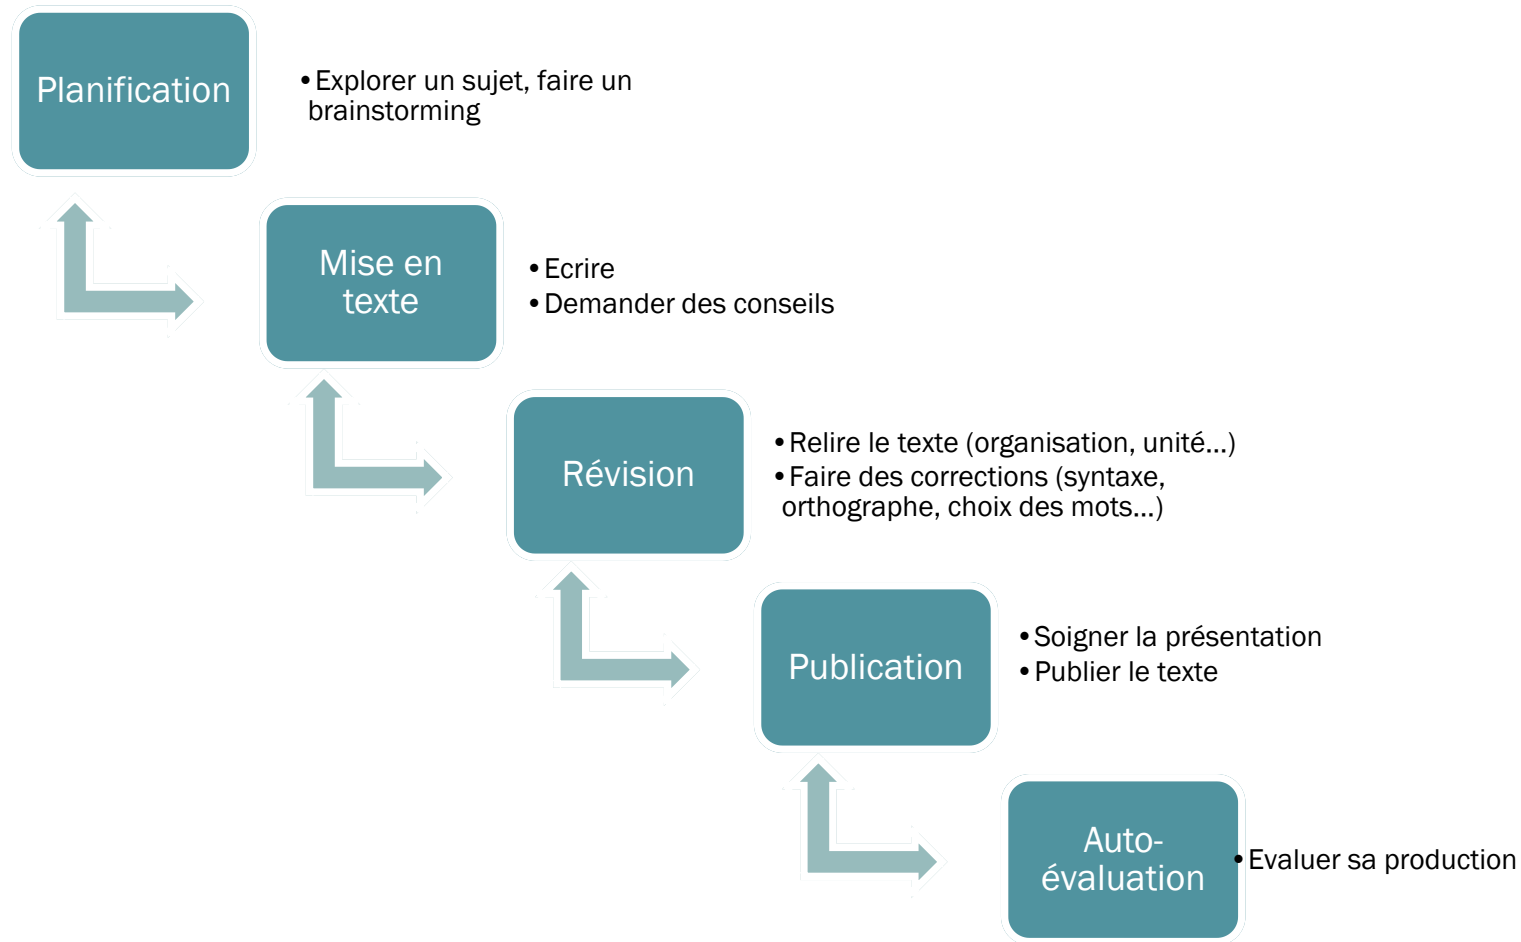 Planification
•Explorer un sujet, faire un
brainstorming
Mise en
texte
•Ecrire
•Demander des conseils
Révision
•Relire le texte (organisation, unité...)
•Faire des corrections (syntaxe,
orthographe, choix des mots...)
Publication
•Soigner la présentation
•Publier le texte
Auto-
évaluation
•Evaluer sa production